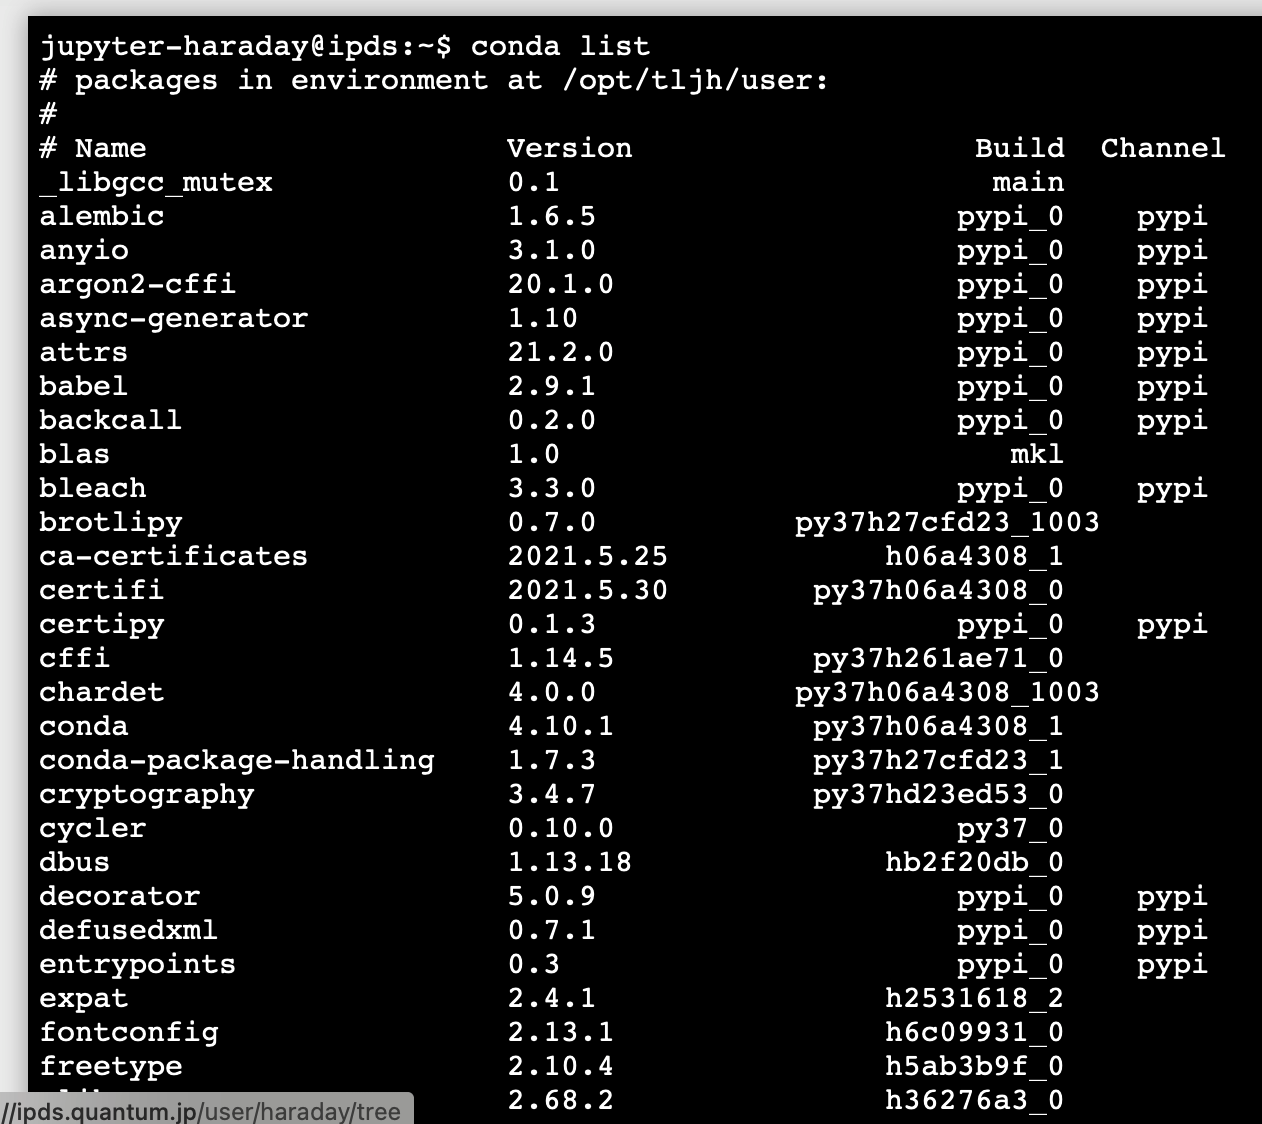 jupyter-haraday@ipds:~$ conda list
# packages in environment at /opt/tljh/user:
#
# Name                    Version                   Build  Channel
_libgcc_mutex             0.1                        main
alembic                   1.6.5                    pypi_0    pypi
anyio                     3.1.0                    pypi_0    pypi
argon2-cffi               20.1.0                   pypi_0    pypi
async-generator           1.10                     pypi_0    pypi
attrs                     21.2.0                   pypi_0    pypi
babel                     2.9.1                    pypi_0    pypi
backcall                  0.2.0                    pypi_0    pypi
blas                      1.0                         mkl
bleach                    3.3.0                    pypi_0    pypi
brotlipy                  0.7.0           py37h27cfd23_1003
ca-certificates           2021.5.25            h06a4308_1
certifi                   2021.5.30        py37h06a4308_0
certipy                   0.1.3                    pypi_0    pypi
cffi                      1.14.5           py37h261ae71_0
chardet                   4.0.0           py37h06a4308_1003
conda                     4.10.1           py37h06a4308_1
conda-package-handling    1.7.3            py37h27cfd23_1
cryptography              3.4.7            py37hd23ed53_0
cycler                    0.10.0                   py37_0
dbus                      1.13.18              hb2f20db_0
decorator                 5.0.9                    pypi_0    pypi
defusedxml                0.7.1                    pypi_0    pypi
entrypoints               0.3                      pypi_0    pypi
expat                     2.4.1                h2531618_2
fontconfig                2.13.1               h6c09931_0
freetype                  2.10.4               h5ab3b9f_0
2.68.2               h36276a3_0
//ipds.quantum.jp/user/haraday/tree